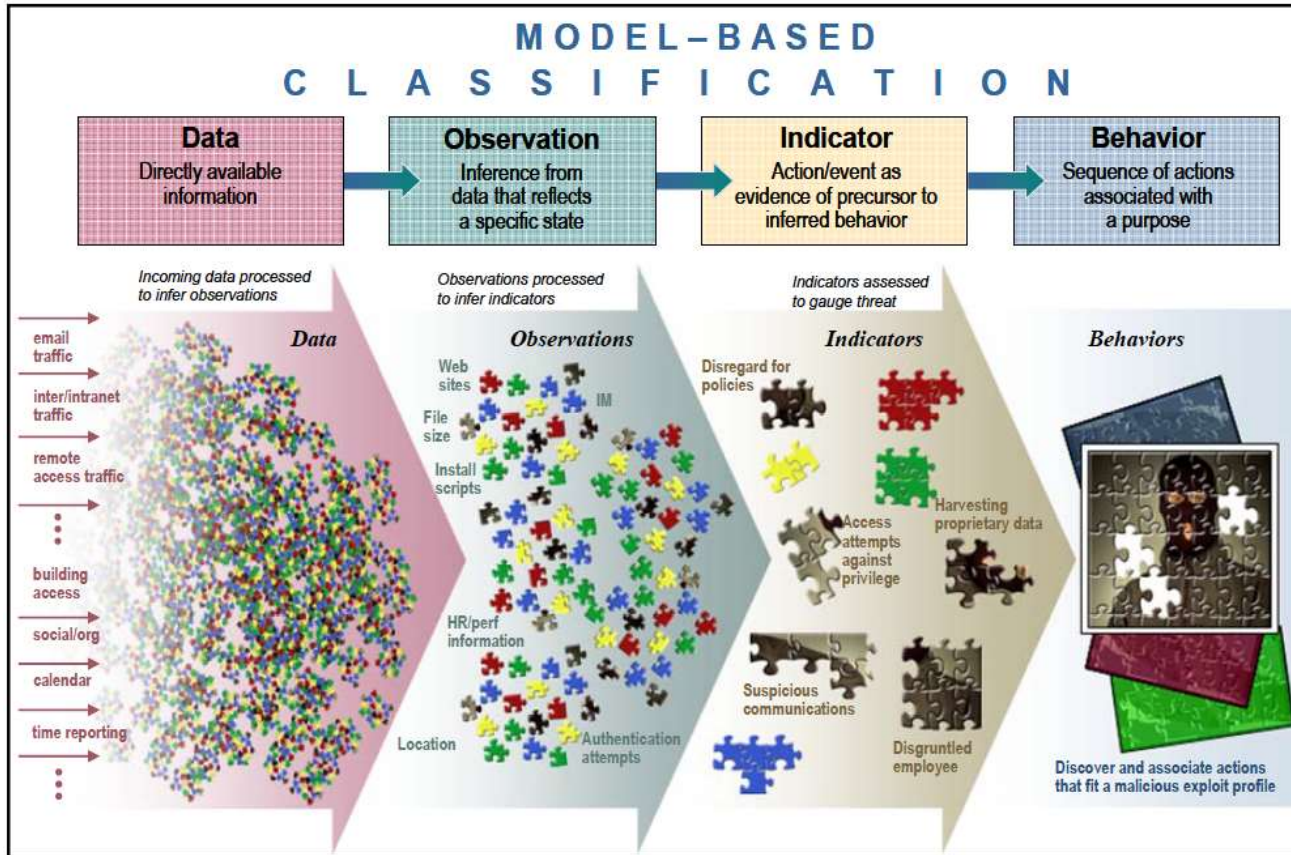 MODEL–BASED
CLASSIFICATION
Data
Directly available
information
Observation
Inference from
data that reflects
a specific state
Indicator
Action/event as
evidence of precursor to
inferred behavior
Behavior
Sequence of actions
associated with
a purpose
Incoming data processed
to infer observations
Observations processed
to infer indicators
Indicators assessed
to gauge threat
Data
Observations
Indicators
Behaviors
email
traffic
inter/intranet
traffic
remote
access traffic
building
access
social/org
calendar
time reporting
Web
sites
IM
File
size
Install
scripts
HR/perf
information
Location
Authentication
attempts
Disregard for
policies
Harvesting
proprietary data
Access
attempts
against
privilege
Suspicious
communications
Disgruntled
employee
Discover and associate actions
that fit a malicious exploit profile